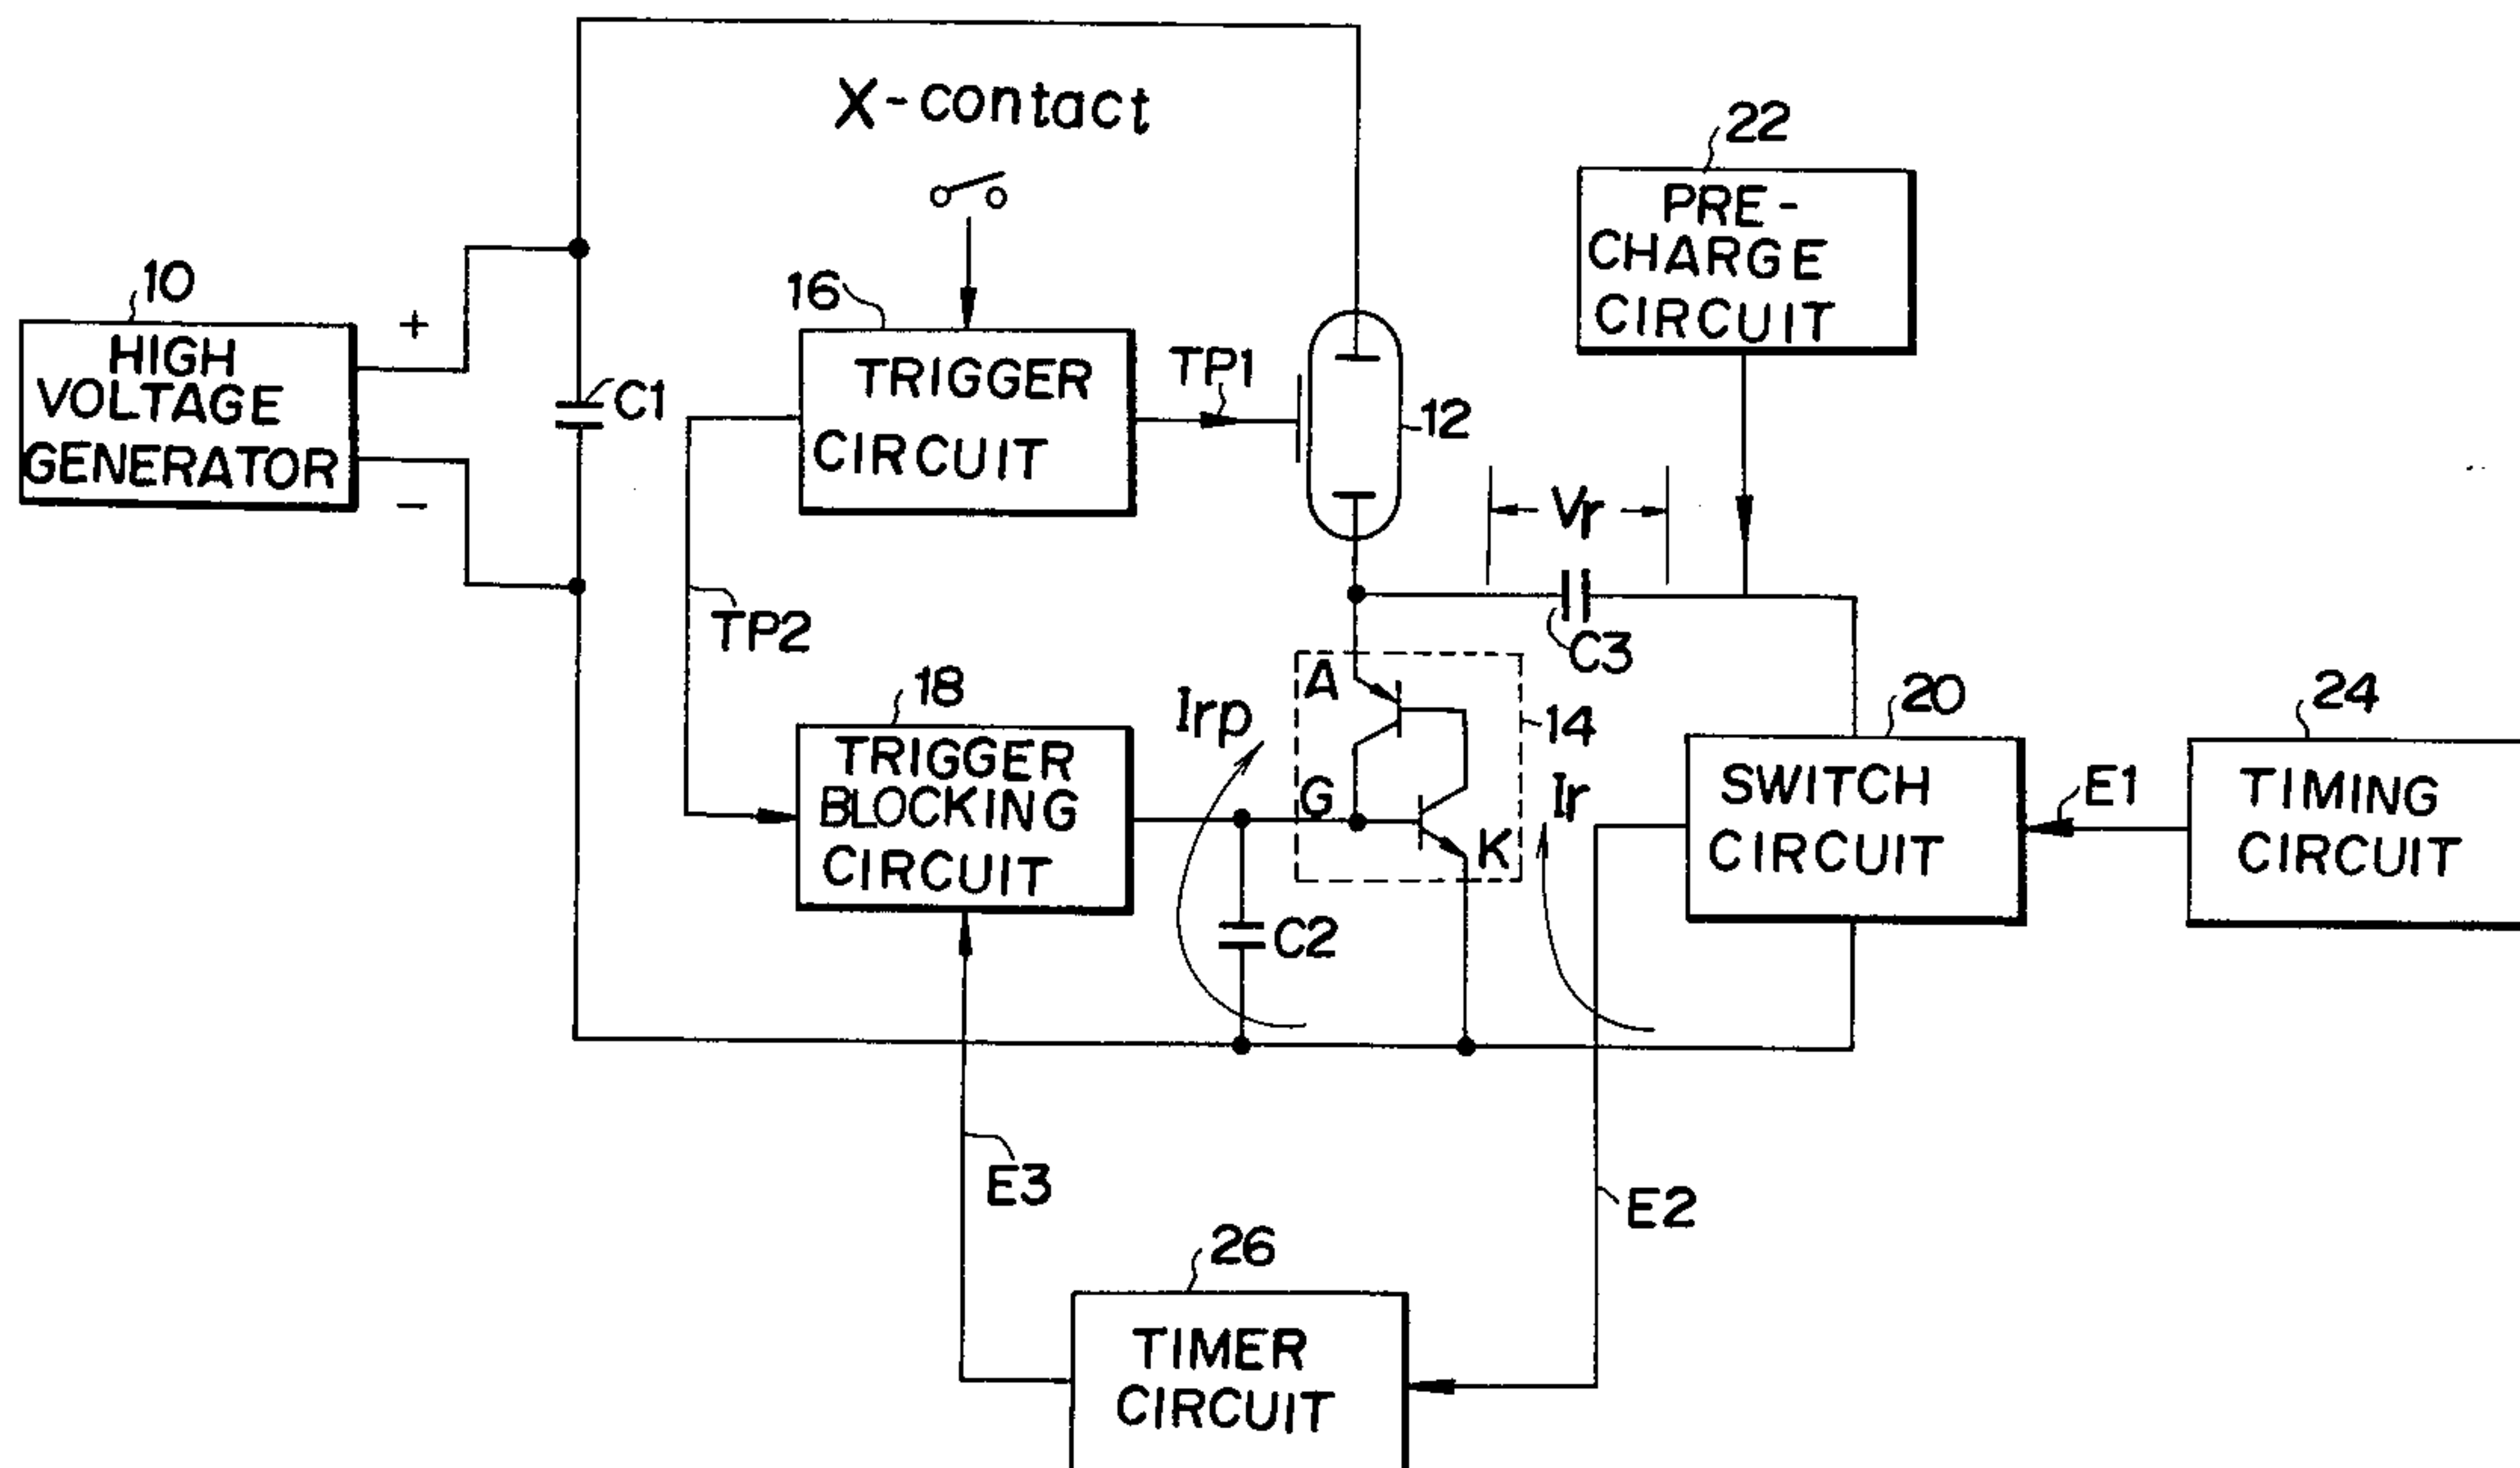 X-contact
22
PRE-
CHARGE
CIRCUIT
10
HIGH
VOLTAGE
GENERATOR
+
−
C1
16
TRIGGER
CIRCUIT
TP1
12
Vr
C3
TP2
18
TRIGGER
BLOCKING
CIRCUIT
Irp
A
G
K
14
Ir
C2
20
SWITCH
CIRCUIT
E1
24
TIMING
CIRCUIT
E3
E2
26
TIMER
CIRCUIT